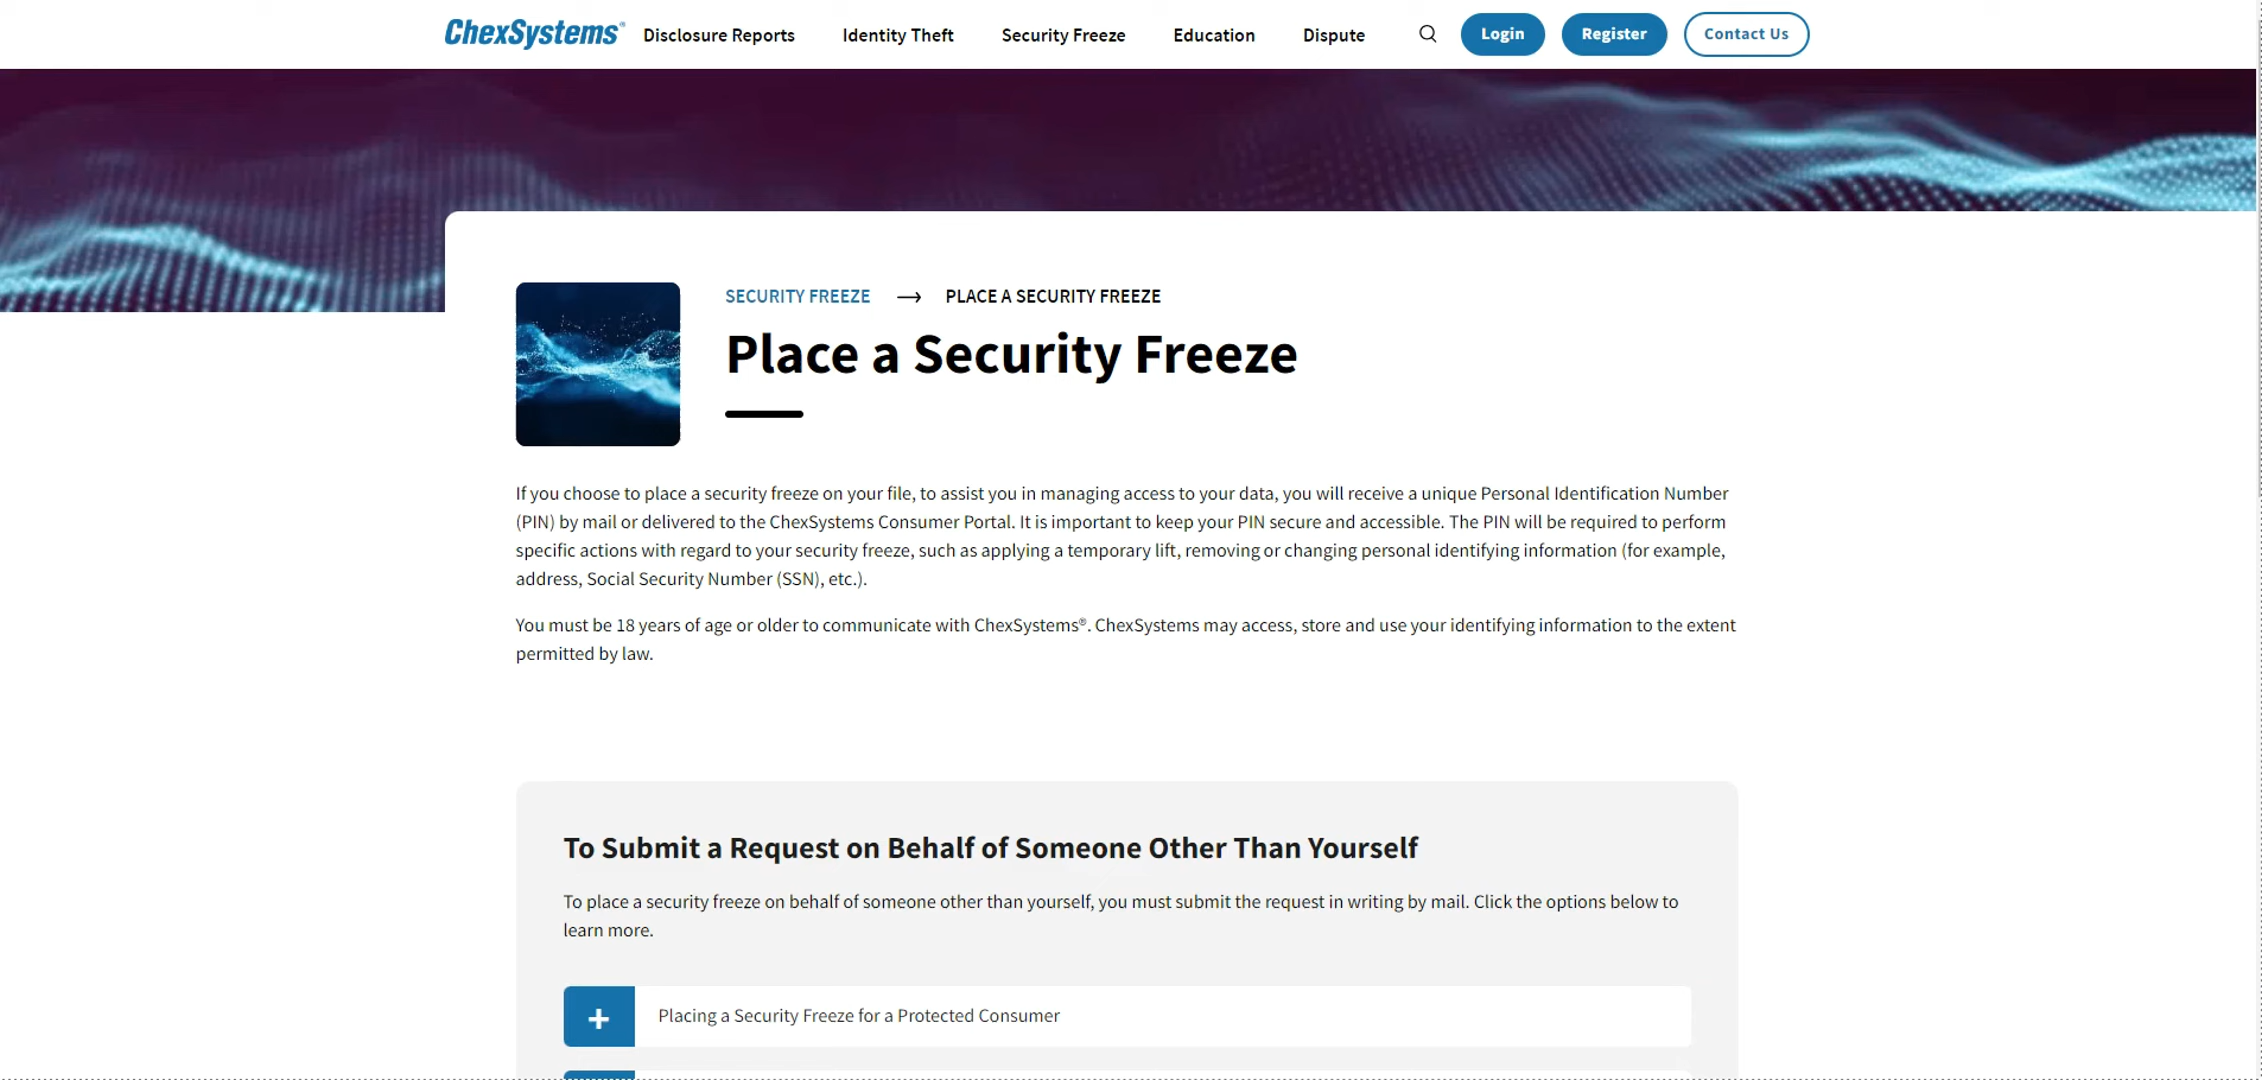 ChexSystems®
Disclosure Reports
Identity Theft
Security Freeze
Education
Dispute
Login
Register
Contact Us
SECURITY FREEZE → PLACE A SECURITY FREEZE
Place a Security Freeze
If you choose to place a security freeze on your file, to assist you in managing access to your data, you will receive a unique Personal Identification Number
(PIN) by mail or delivered to the ChexSystems Consumer Portal. It is important to keep your PIN secure and accessible. The PIN will be required to perform
specific actions with regard to your security freeze, such as applying a temporary lift, removing or changing personal identifying information (for example,
address, Social Security Number (SSN), etc.).
You must be 18 years of age or older to communicate with ChexSystems®. ChexSystems may access, store and use your identifying information to the extent
permitted by law.
To Submit a Request on Behalf of Someone Other Than Yourself
To place a security freeze on behalf of someone other than yourself, you must submit the request in writing by mail. Click the options below to
learn more.
+ Placing a Security Freeze for a Protected Consumer